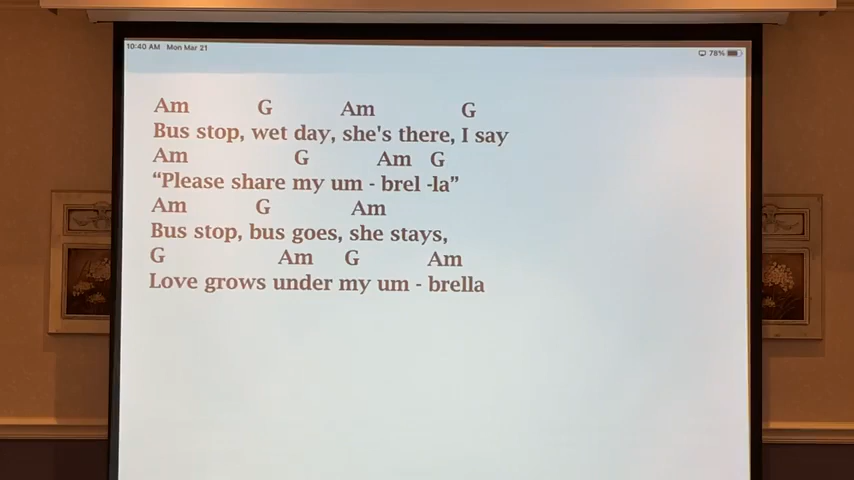 10:40 AM Mon Mar 21
78%
Am G Am G
Bus stop, wet day, she's there, I say
Am G Am G
“Please share my um - brel -la”
Am G Am
Bus stop, bus goes, she stays,
G Am G Am
Love grows under my um - brella